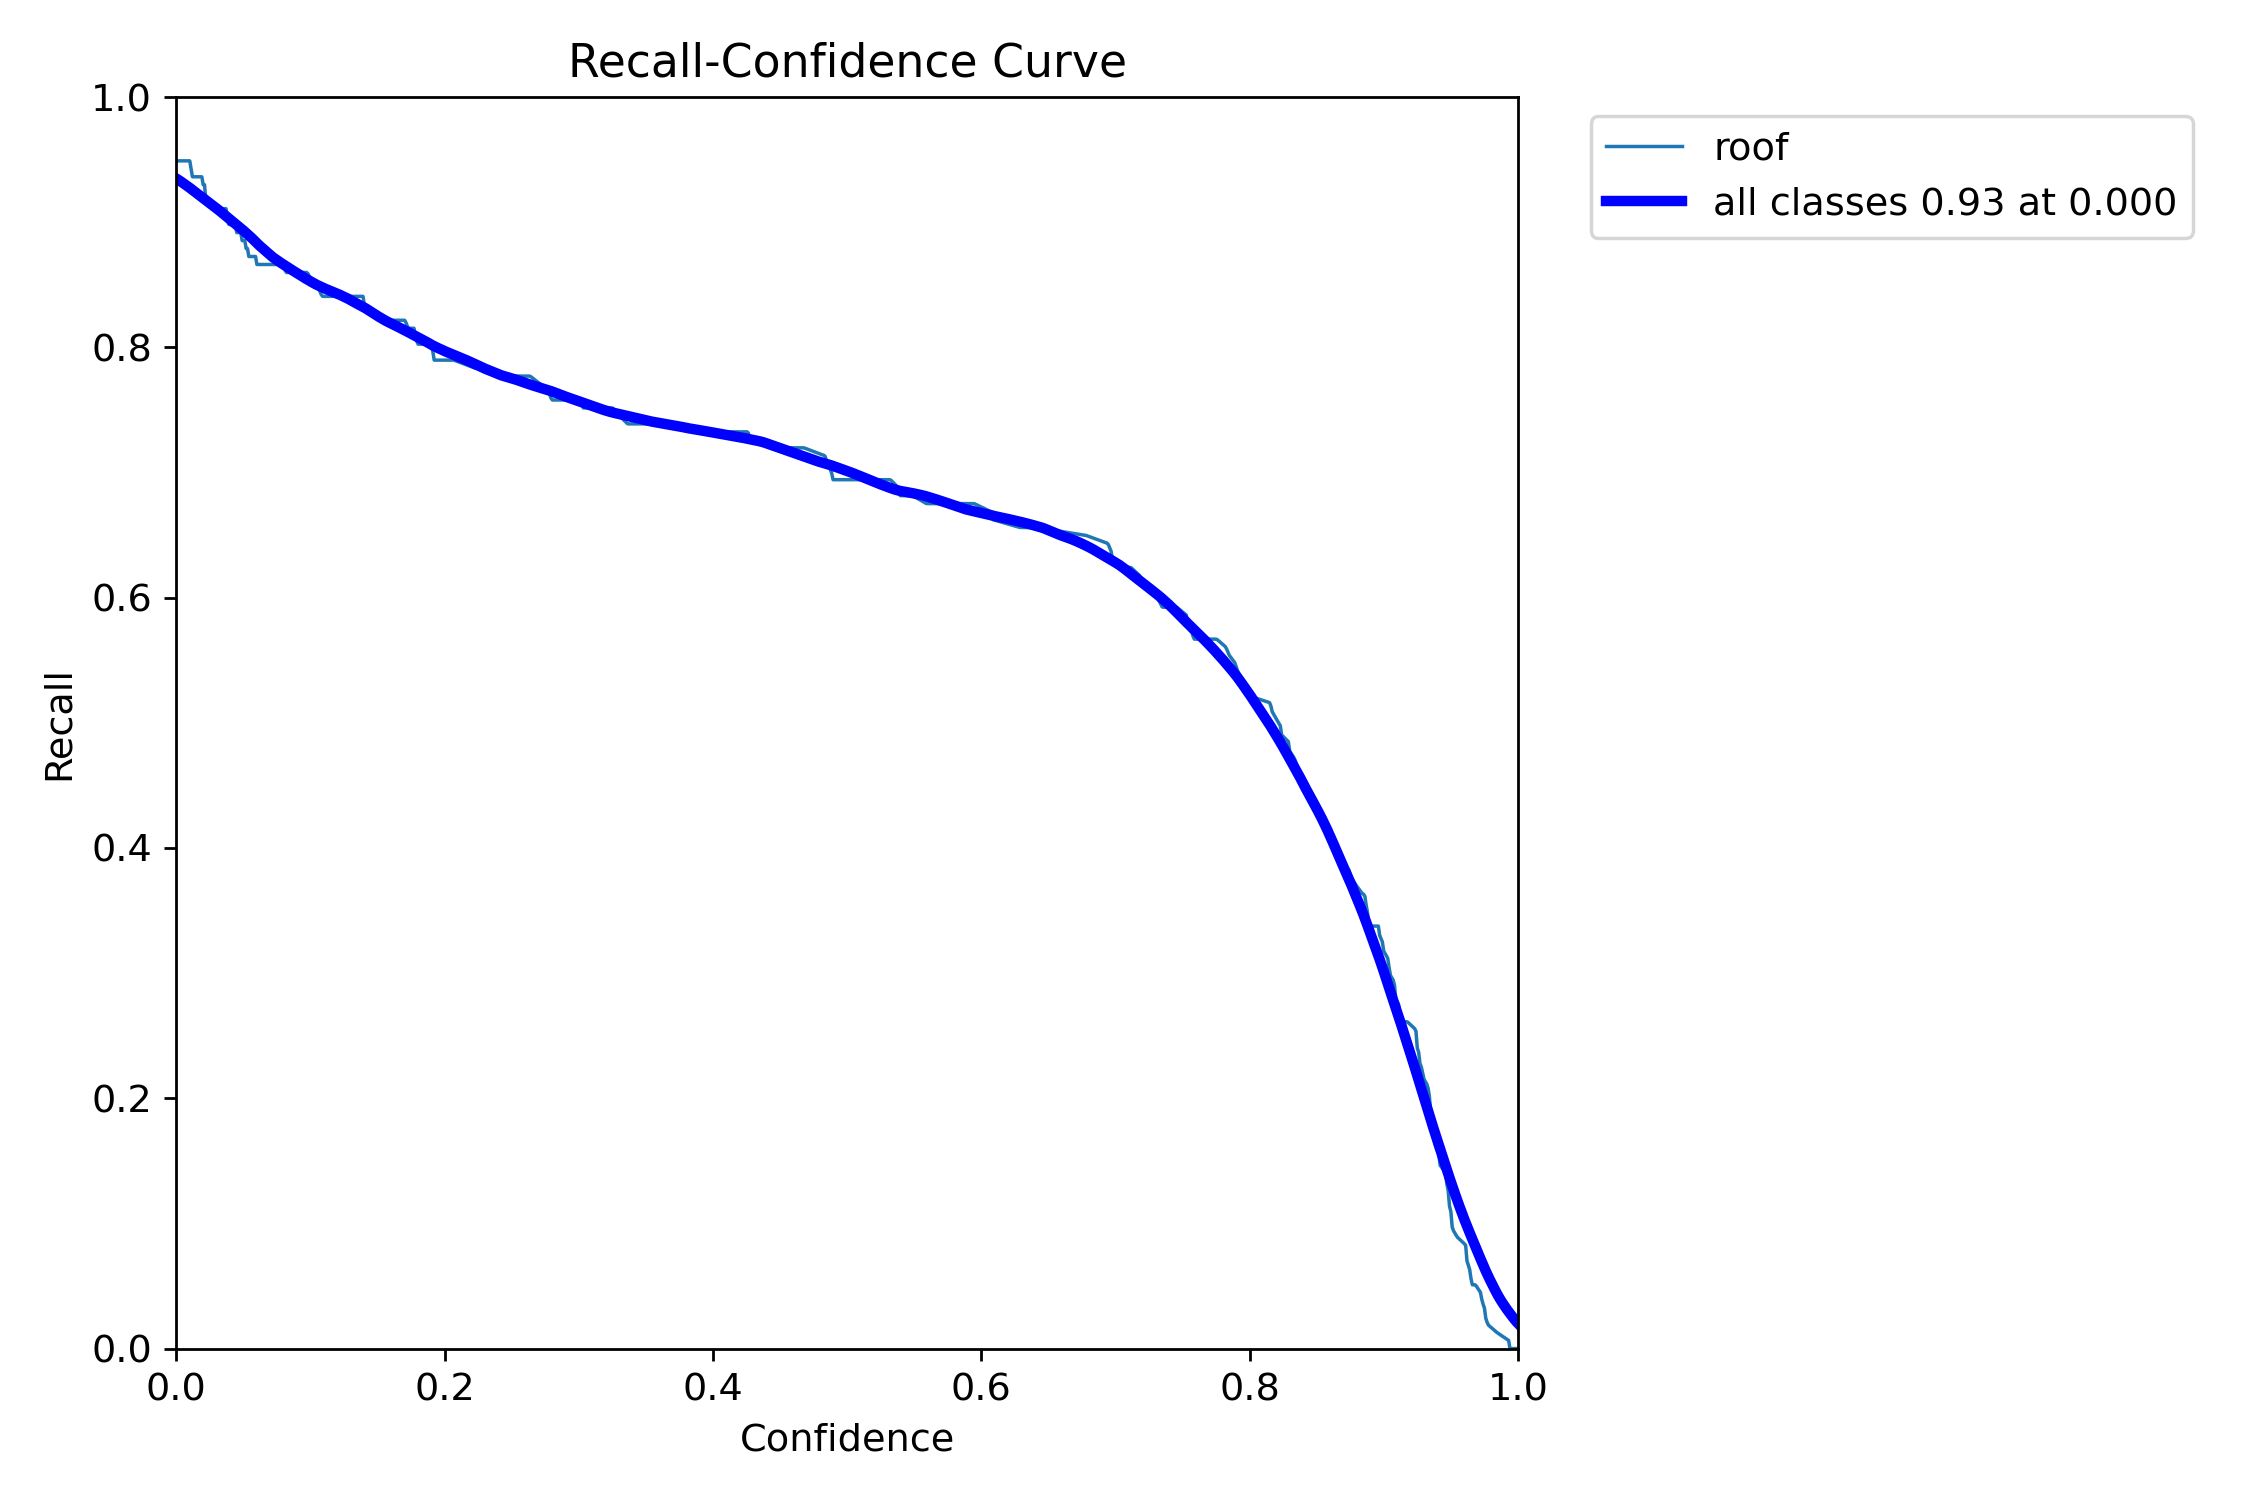 Recall-Confidence Curve
1.0
0.8
0.6
0.4
0.2
0.0
Recall
0.0 0.2 0.4 0.6 0.8 1.0
Confidence
roof
all classes 0.93 at 0.000